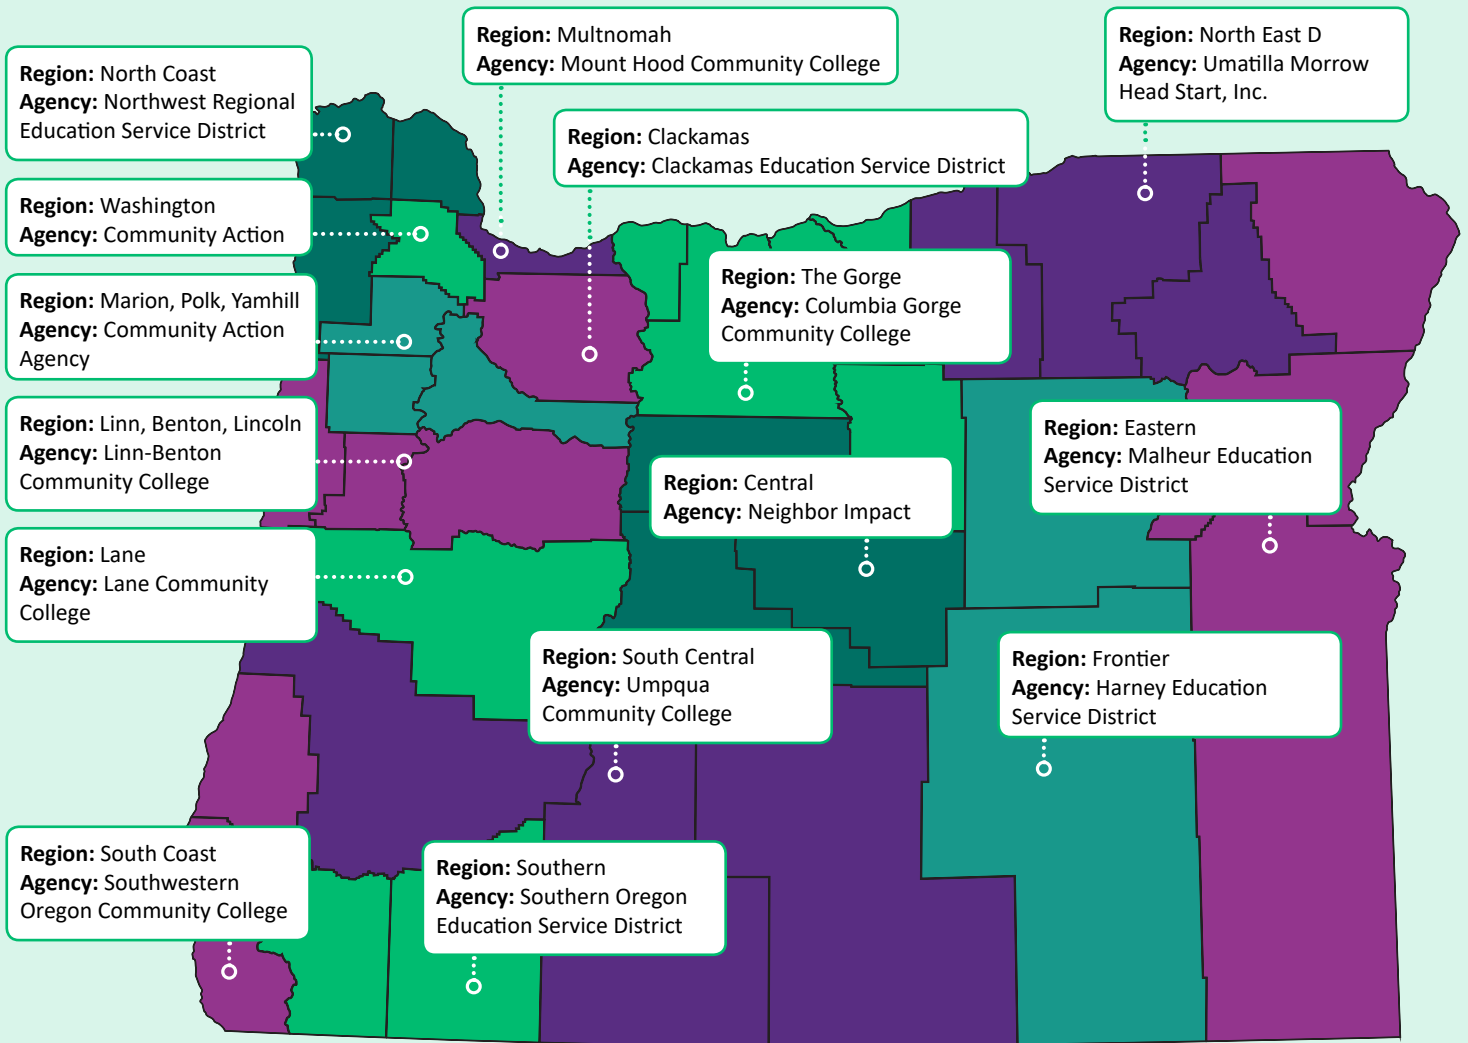 Region: Multnomah
Agency: Mount Hood Community College
Region: North East D
Agency: Umatilla Morrow
Head Start, Inc.
Region: North Coast
Agency: Northwest Regional
Education Service District
Region: Clackamas
Agency: Clackamas Education Service District
Region: Washington
Agency: Community Action
Region: The Gorge
Agency: Columbia Gorge
Community College
Region: Marion, Polk, Yamhill
Agency: Community Action
Agency
Region: Linn, Benton, Lincoln
Agency: Linn-Benton
Community College
Region: Eastern
Agency: Malheur Education
Service District
Region: Central
Agency: Neighbor Impact
Region: Lane
Agency: Lane Community
College
Region: South Central
Agency: Umpqua
Community College
Region: Frontier
Agency: Harney Education
Service District
Region: South Coast
Agency: Southwestern
Oregon Community College
Region: Southern
Agency: Southern Oregon
Education Service District